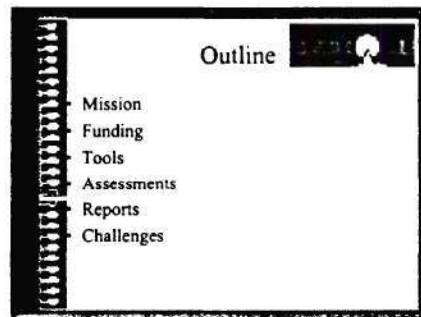 Outline
Mission
Funding
Tools
Assessments
Reports
Challenges